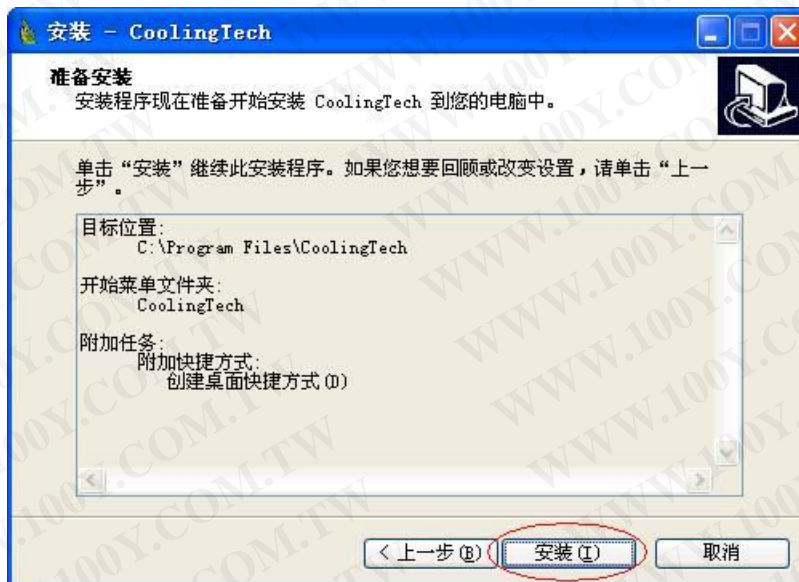 安装 - CoolingTech
准备安装
安装程序现在准备开始安装 CoolingTech 到您的电脑中。
单击“安装”继续此安装程序。如果您想要回顾或改变设置，请单击“上一
步”。
目标位置:
C:\Program Files\CoolingTech
开始菜单文件夹:
CoolingTech
附加任务:
附加快捷方式:
创建桌面快捷方式(D)
< 上一步(B)
安装(I)
取消
WWW.100Y.COM.TW